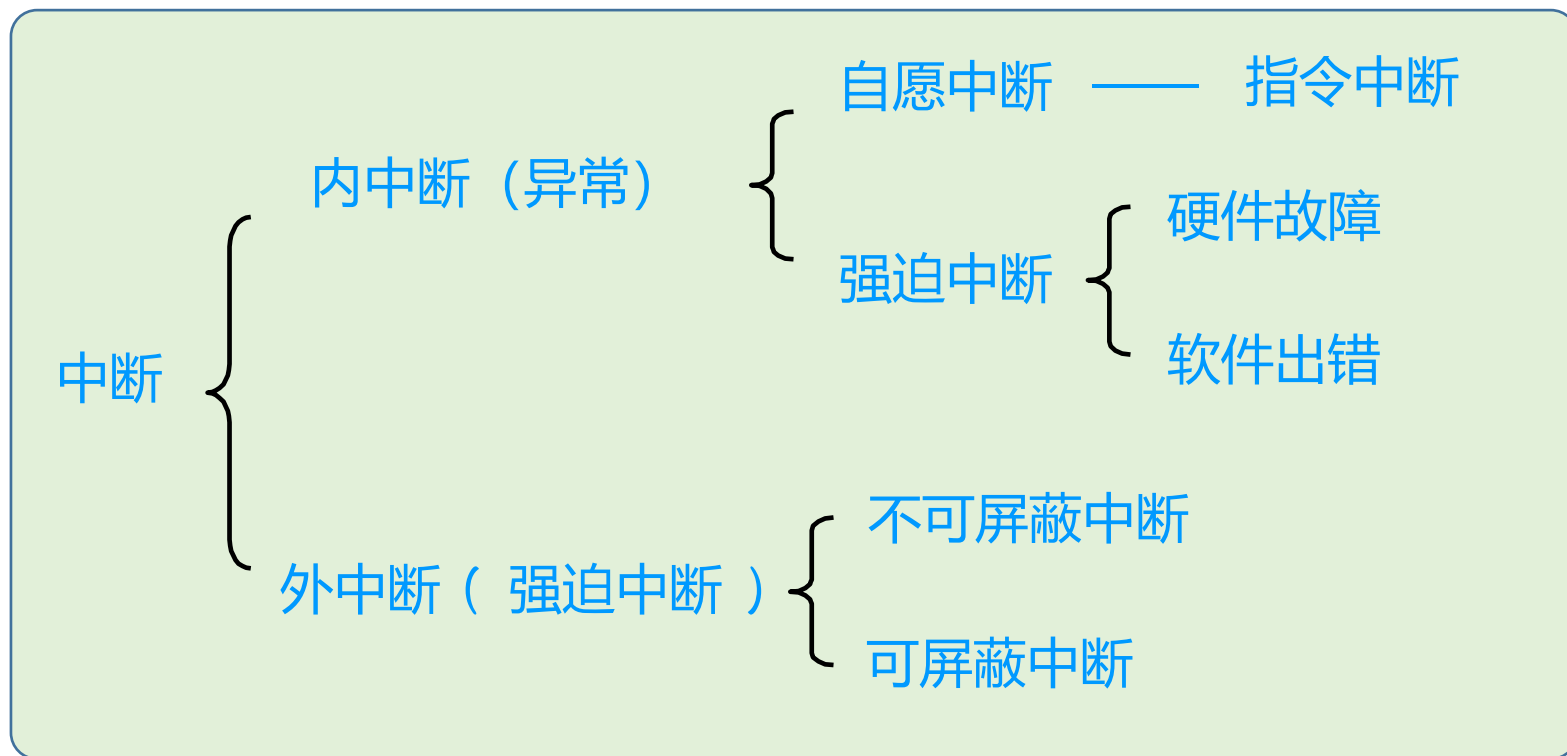 自愿中断 —— 指令中断
内中断（异常）
硬件故障
强迫中断
软件出错
中断
不可屏蔽中断
外中断（ 强迫中断 ）
可屏蔽中断